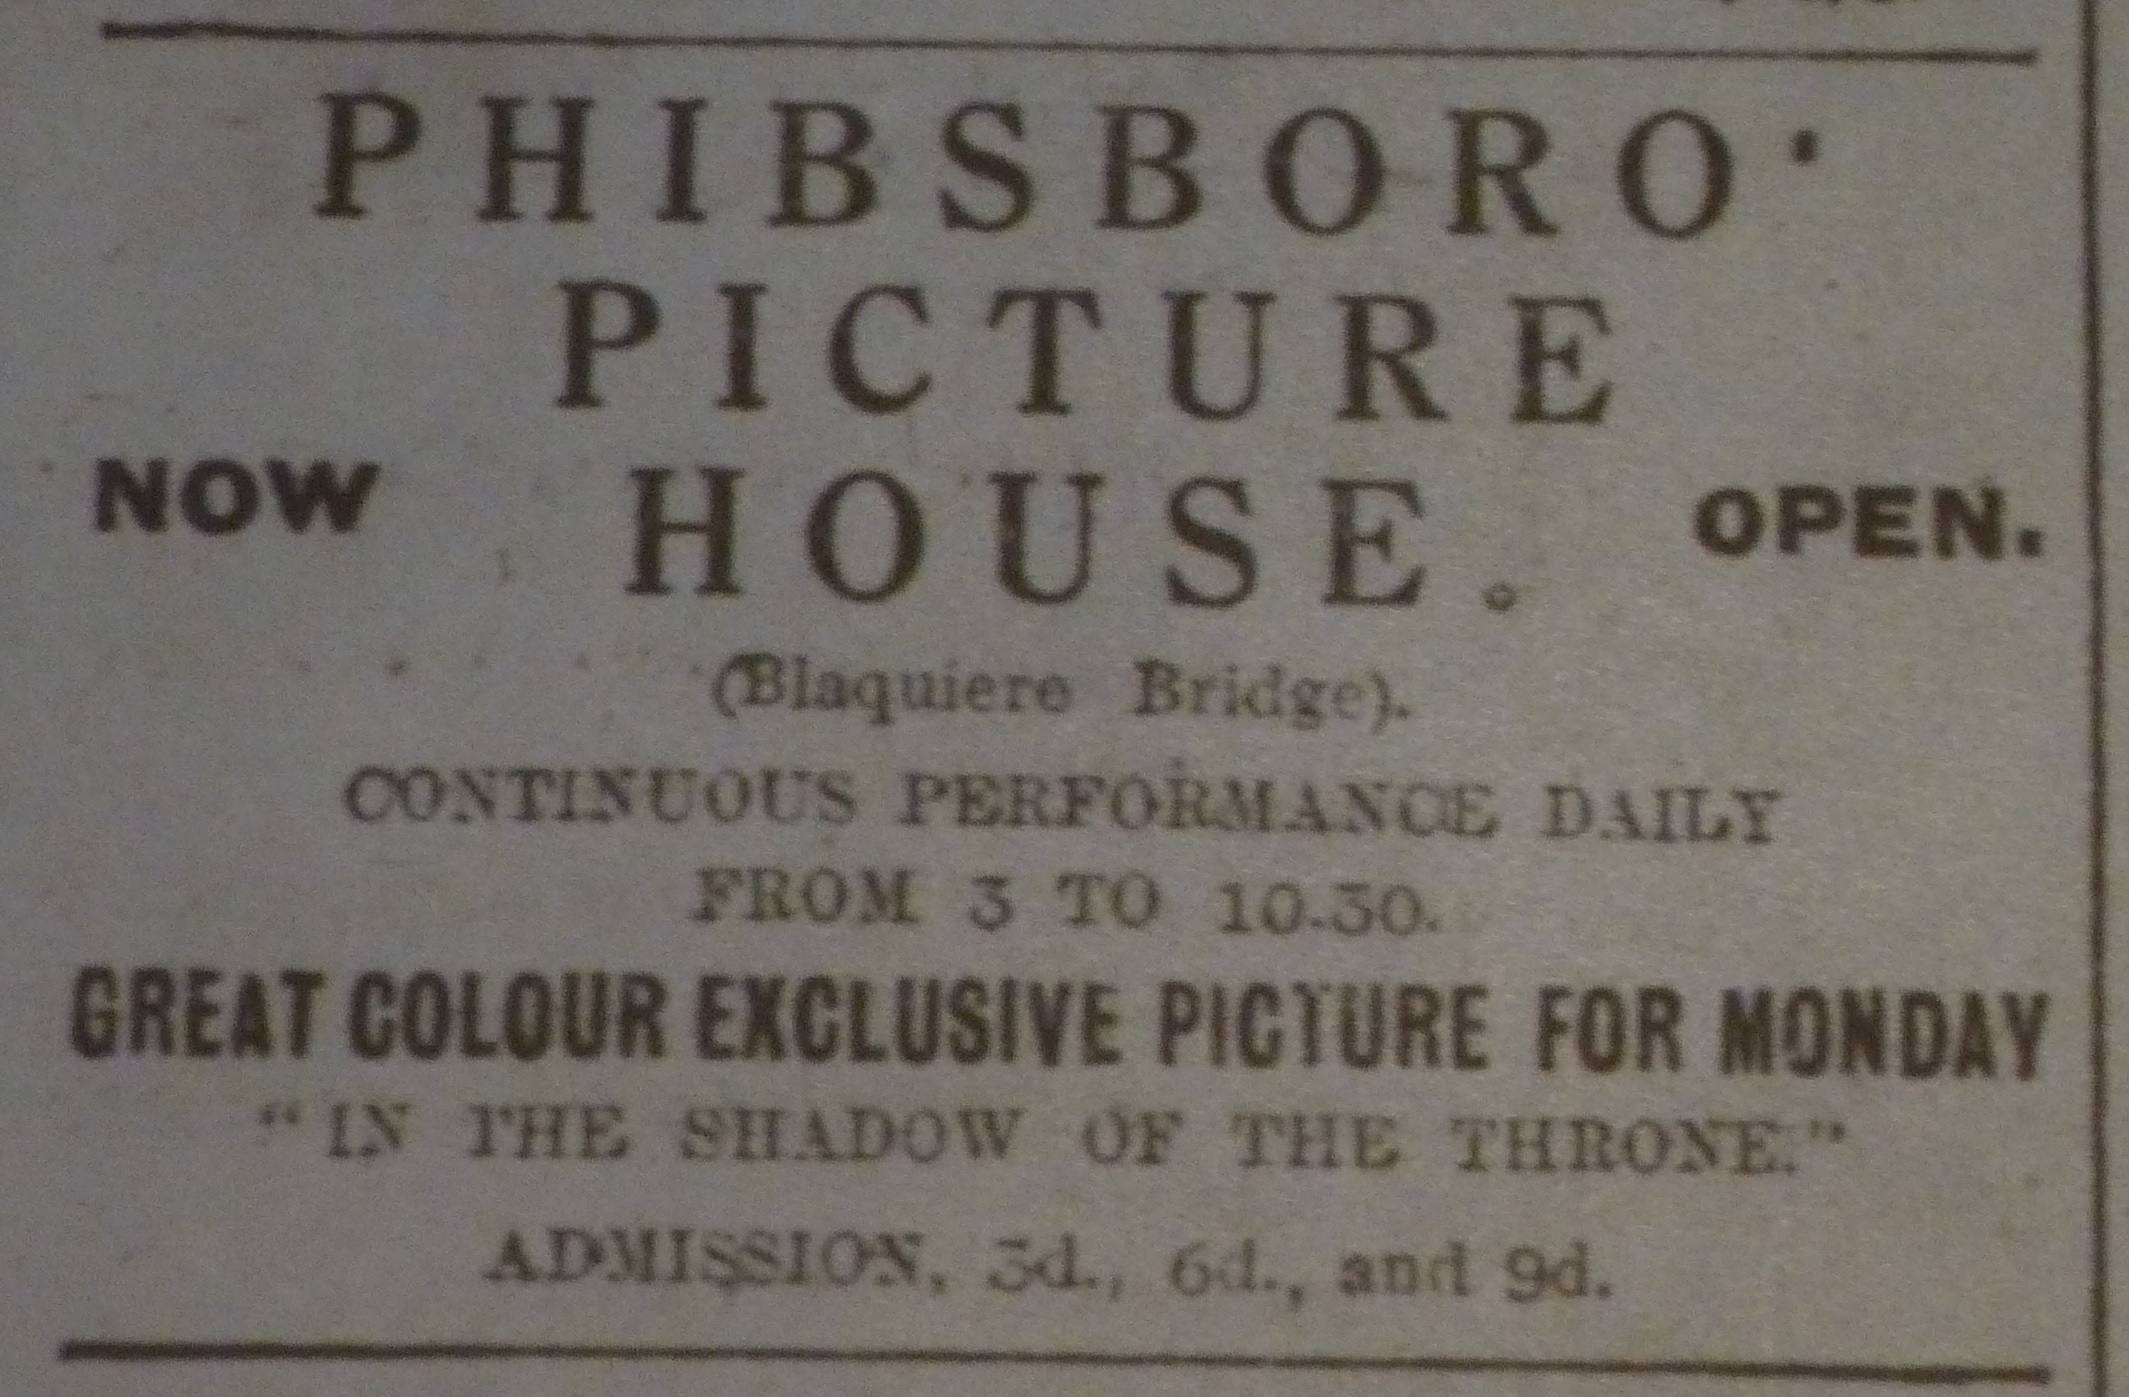 PHIBSBORO'
PICTURE
NOW HOUSE. OPEN.
(Blaquiere Bridge).
CONTINUOUS PERFORMANCE DAILY
FROM 3 TO 10.30.
GREAT COLOUR EXCLUSIVE PICTURE FOR MONDAY
"IN THE SHADOW OF THE THRONE."
ADMISSION, 3d., 6d., and 9d.